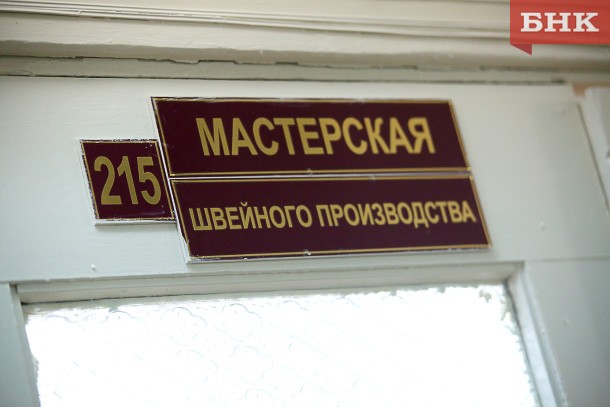 БНК
215
МАСТЕРСКАЯ
ШВЕЙНОГО ПРОИЗВОДСТВА